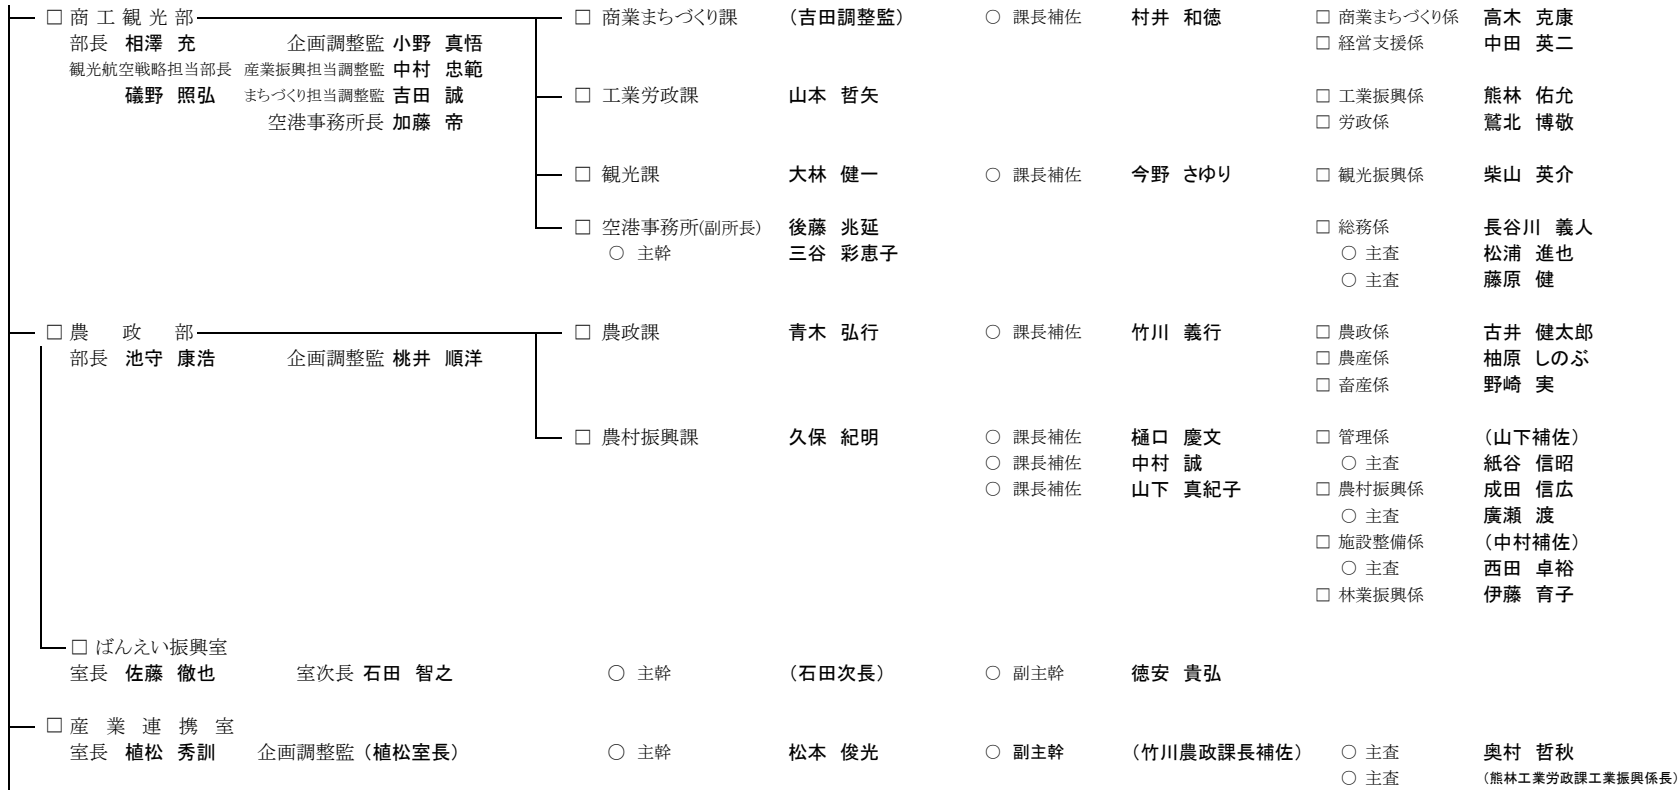 □ 商工観光部 □ 商業まちづくり課 （吉田調整監） ○ 課長補佐 村井 和徳 □ 商業まちづくり係 高木 克康
部長 相澤 充 企画調整監 小野 真悟 □ 経営支援係 中田 英二
観光航空戦略担当部長 産業振興担当調整監 中村 忠範
礒野 照弘 まちづくり担当調整監 吉田 誠 □ 工業労政課 山本 哲矢 □ 工業振興係 熊林 佑允
空港事務所長 加藤 帝 □ 労政係 鷲北 博敬
□ 観光課 大林 健一 ○ 課長補佐 今野 さゆり □ 観光振興係 柴山 英介
□ 空港事務所(副所長) 後藤 兆延 □ 総務係 長谷川 義人
○ 主幹 三谷 彩恵子 ○ 主査 松浦 進也
○ 主査 藤原 健
□ 農政部 □ 農政課 青木 弘行 ○ 課長補佐 竹川 義行 □ 農政係 古井 健太郎
部長 池守 康浩 企画調整監 桃井 順洋 □ 農産係 柚原 しのぶ
□ 畜産係 野崎 実
□ 農村振興課 久保 紀明 ○ 課長補佐 樋口 慶文 □ 管理係 （山下補佐）
○ 課長補佐 中村 誠 ○ 主査 紙谷 信昭
○ 課長補佐 山下 真紀子 □ 農村振興係 成田 信広
○ 主査 廣瀬 渡
□ 施設整備係 （中村補佐）
○ 主査 西田 卓裕
□ 林業振興係 伊藤 育子
□ ばんえい振興室
室長 佐藤 徹也 室次長 石田 智之 ○ 主幹 （石田次長） ○ 副主幹 徳安 貴弘
□ 産業連携室
室長 植松 秀訓 企画調整監 （植松室長） ○ 主幹 松本 俊光 ○ 副主幹 （竹川農政課長補佐） ○ 主査 奥村 哲秋
○ 主査 （熊林工業労政課工業振興係長）